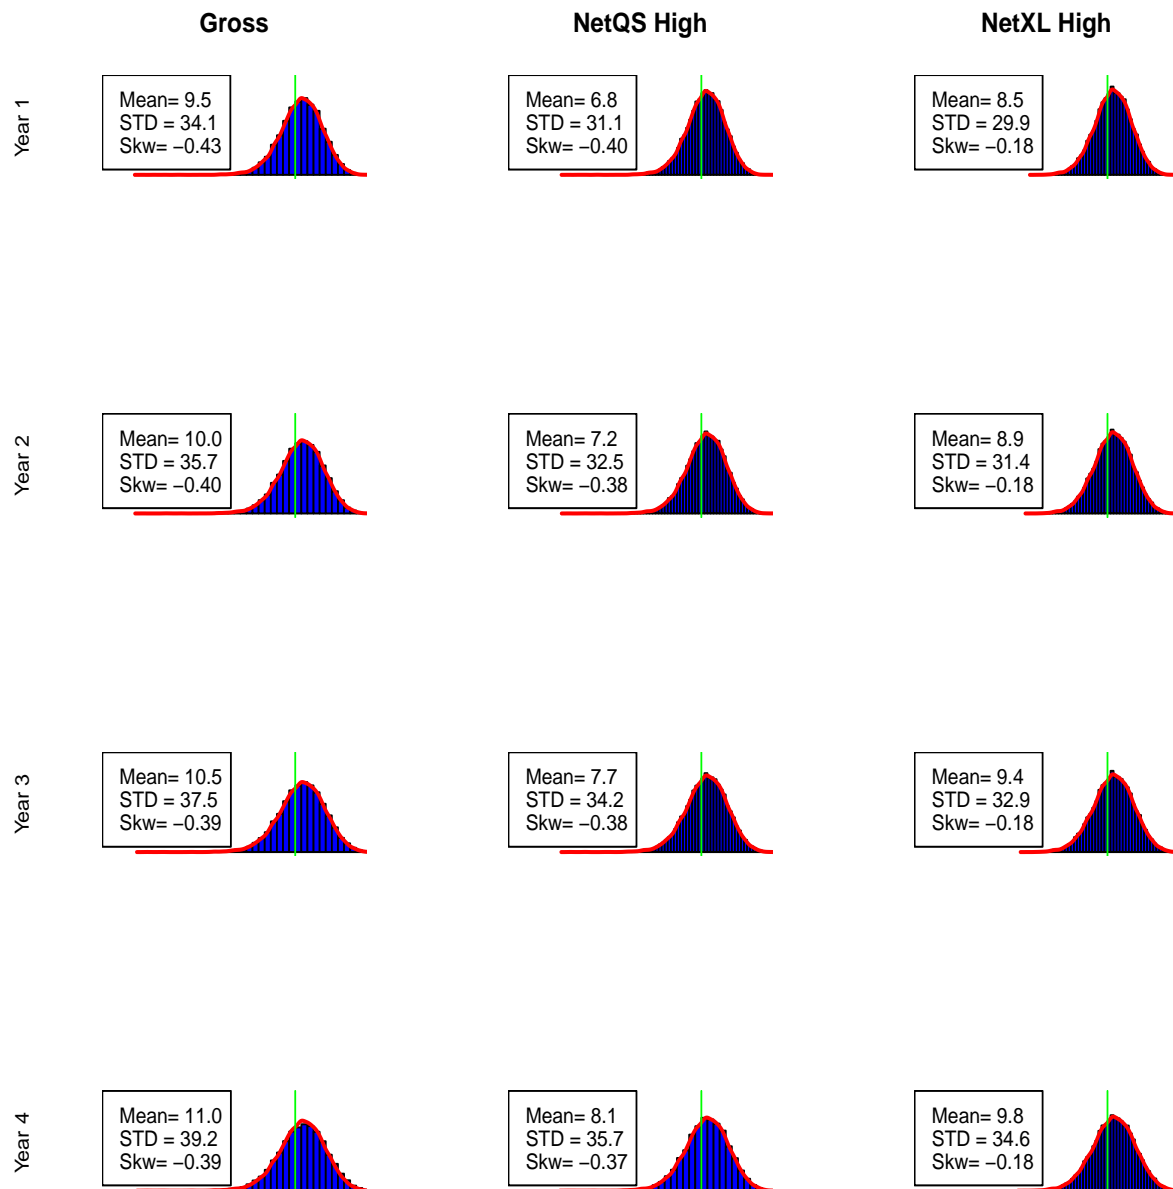 Gross
NetQS High
NetXL High
Year 1
Mean= 9.5
STD = 34.1
Skw= −0.43
Mean= 6.8
STD = 31.1
Skw= −0.40
Mean= 8.5
STD = 29.9
Skw= −0.18
Year 2
Mean= 10.0
STD = 35.7
Skw= −0.40
Mean= 7.2
STD = 32.5
Skw= −0.38
Mean= 8.9
STD = 31.4
Skw= −0.18
Year 3
Mean= 10.5
STD = 37.5
Skw= −0.39
Mean= 7.7
STD = 34.2
Skw= −0.38
Mean= 9.4
STD = 32.9
Skw= −0.18
Year 4
Mean= 11.0
STD = 39.2
Skw= −0.39
Mean= 8.1
STD = 35.7
Skw= −0.37
Mean= 9.8
STD = 34.6
Skw= −0.18